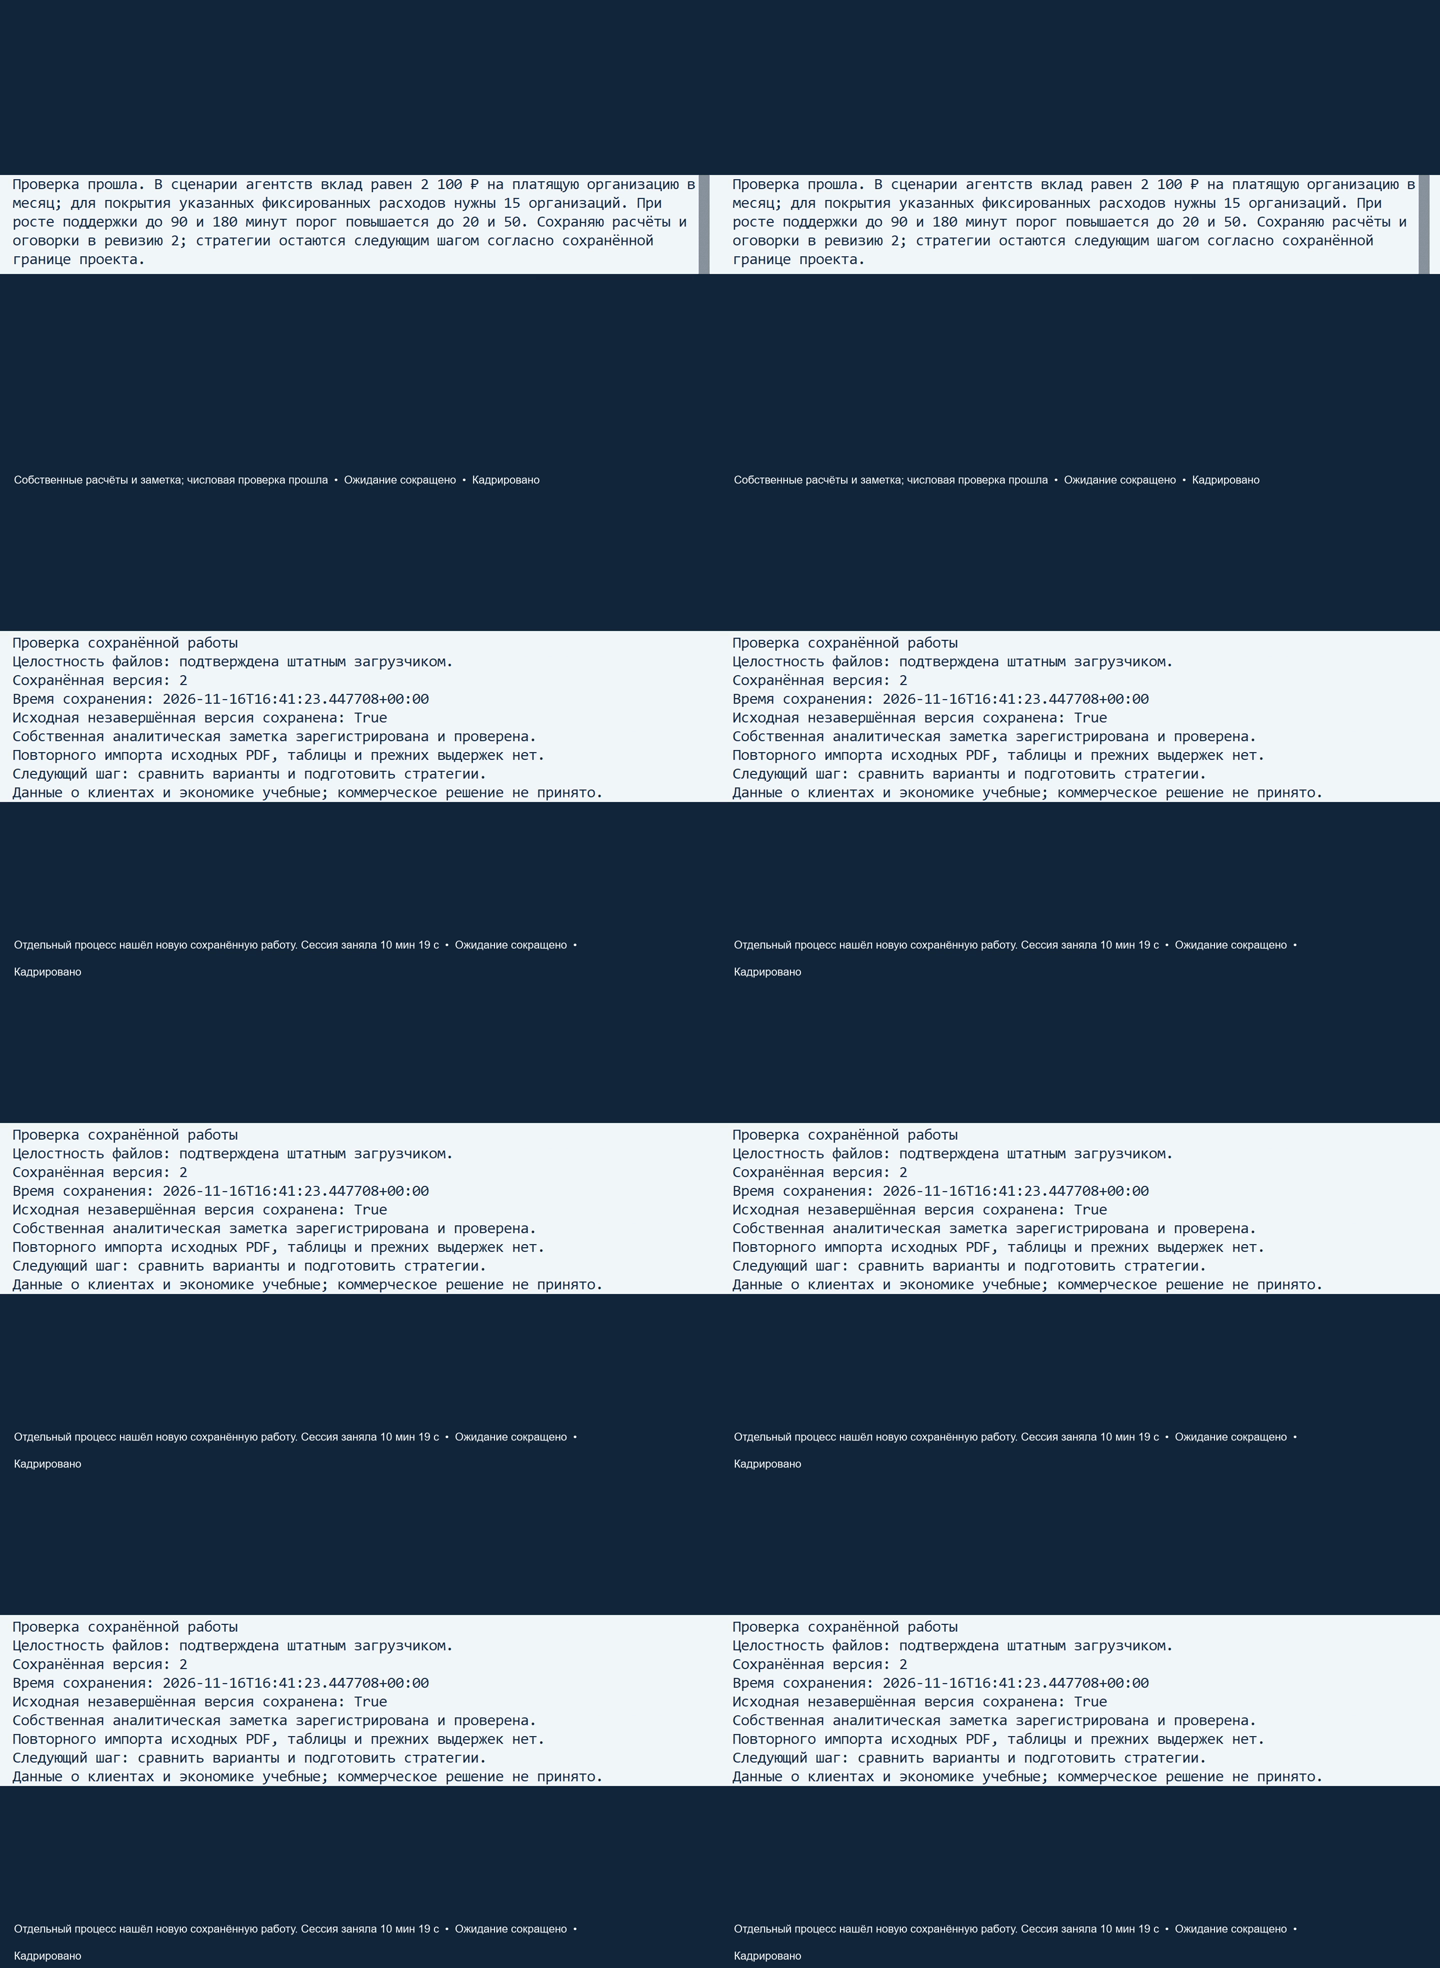 Проверка прошла. В сценарии агентств вклад равен 2 100 ₽ на платящую организацию в
месяц; для покрытия указанных фиксированных расходов нужны 15 организаций. При
росте поддержки до 90 и 180 минут порог повышается до 20 и 50. Сохраняю расчёты и
оговорки в ревизию 2; стратегии остаются следующим шагом согласно сохранённой
границе проекта.
Проверка прошла. В сценарии агентств вклад равен 2 100 ₽ на платящую организацию в
месяц; для покрытия указанных фиксированных расходов нужны 15 организаций. При
росте поддержки до 90 и 180 минут порог повышается до 20 и 50. Сохраняю расчёты и
оговорки в ревизию 2; стратегии остаются следующим шагом согласно сохранённой
границе проекта.
Собственные расчёты и заметка; числовая проверка прошла • Ожидание сокращено • Кадрировано
Собственные расчёты и заметка; числовая проверка прошла • Ожидание сокращено • Кадрировано
Проверка сохранённой работы
Целостность файлов: подтверждена штатным загрузчиком.
Сохранённая версия: 2
Время сохранения: 2026-11-16T16:41:23.447708+00:00
Исходная незавершённая версия сохранена: True
Собственная аналитическая заметка зарегистрирована и проверена.
Повторного импорта исходных PDF, таблицы и прежних выдержек нет.
Следующий шаг: сравнить варианты и подготовить стратегии.
Данные о клиентах и экономике учебные; коммерческое решение не принято.
Проверка сохранённой работы
Целостность файлов: подтверждена штатным загрузчиком.
Сохранённая версия: 2
Время сохранения: 2026-11-16T16:41:23.447708+00:00
Исходная незавершённая версия сохранена: True
Собственная аналитическая заметка зарегистрирована и проверена.
Повторного импорта исходных PDF, таблицы и прежних выдержек нет.
Следующий шаг: сравнить варианты и подготовить стратегии.
Данные о клиентах и экономике учебные; коммерческое решение не принято.
Отдельный процесс нашёл новую сохранённую работу. Сессия заняла 10 мин 19 с • Ожидание сокращено •
Кадрировано
Отдельный процесс нашёл новую сохранённую работу. Сессия заняла 10 мин 19 с • Ожидание сокращено •
Кадрировано
Проверка сохранённой работы
Целостность файлов: подтверждена штатным загрузчиком.
Сохранённая версия: 2
Время сохранения: 2026-11-16T16:41:23.447708+00:00
Исходная незавершённая версия сохранена: True
Собственная аналитическая заметка зарегистрирована и проверена.
Повторного импорта исходных PDF, таблицы и прежних выдержек нет.
Следующий шаг: сравнить варианты и подготовить стратегии.
Данные о клиентах и экономике учебные; коммерческое решение не принято.
Проверка сохранённой работы
Целостность файлов: подтверждена штатным загрузчиком.
Сохранённая версия: 2
Время сохранения: 2026-11-16T16:41:23.447708+00:00
Исходная незавершённая версия сохранена: True
Собственная аналитическая заметка зарегистрирована и проверена.
Повторного импорта исходных PDF, таблицы и прежних выдержек нет.
Следующий шаг: сравнить варианты и подготовить стратегии.
Данные о клиентах и экономике учебные; коммерческое решение не принято.
Отдельный процесс нашёл новую сохранённую работу. Сессия заняла 10 мин 19 с • Ожидание сокращено •
Кадрировано
Отдельный процесс нашёл новую сохранённую работу. Сессия заняла 10 мин 19 с • Ожидание сокращено •
Кадрировано
Проверка сохранённой работы
Целостность файлов: подтверждена штатным загрузчиком.
Сохранённая версия: 2
Время сохранения: 2026-11-16T16:41:23.447708+00:00
Исходная незавершённая версия сохранена: True
Собственная аналитическая заметка зарегистрирована и проверена.
Повторного импорта исходных PDF, таблицы и прежних выдержек нет.
Следующий шаг: сравнить варианты и подготовить стратегии.
Данные о клиентах и экономике учебные; коммерческое решение не принято.
Проверка сохранённой работы
Целостность файлов: подтверждена штатным загрузчиком.
Сохранённая версия: 2
Время сохранения: 2026-11-16T16:41:23.447708+00:00
Исходная незавершённая версия сохранена: True
Собственная аналитическая заметка зарегистрирована и проверена.
Повторного импорта исходных PDF, таблицы и прежних выдержек нет.
Следующий шаг: сравнить варианты и подготовить стратегии.
Данные о клиентах и экономике учебные; коммерческое решение не принято.
Отдельный процесс нашёл новую сохранённую работу. Сессия заняла 10 мин 19 с • Ожидание сокращено •
Кадрировано
Отдельный процесс нашёл новую сохранённую работу. Сессия заняла 10 мин 19 с • Ожидание сокращено •
Кадрировано